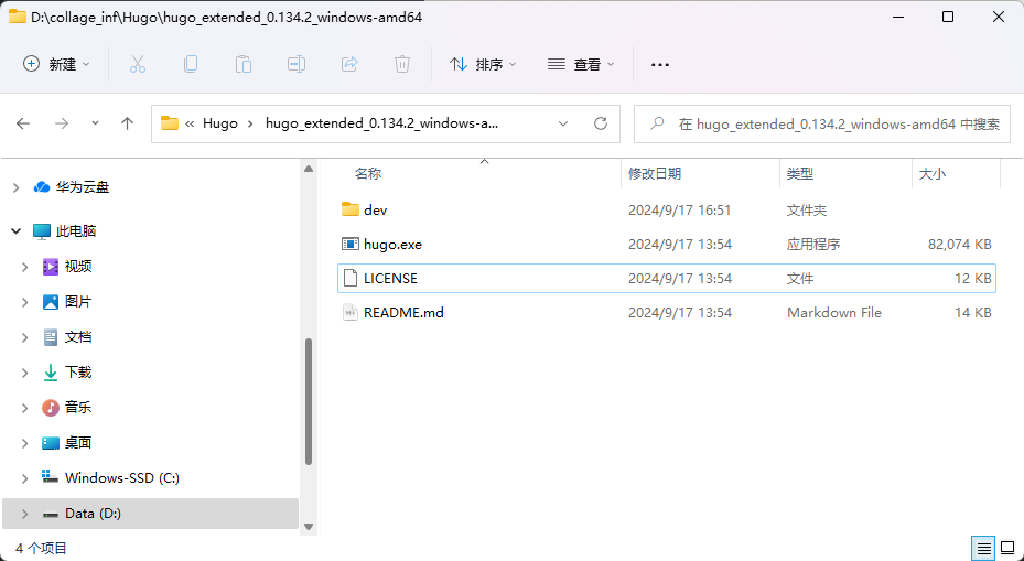 D:\collage_inf\Hugo\hugo_extended_0.134.2_windows-amd64
新建 排序 查看 ...
« Hugo > hugo_extended_0.134.2_windows-a... 在 hugo_extended_0.134.2_windows-amd64 中搜索
名称 修改日期 类型 大小
华为云盘
此电脑
视频
图片
文档
下载
音乐
桌面
Windows-SSD (C:)
Data (D:)
dev 2024/9/17 16:51 文件夹
hugo.exe 2024/9/17 13:54 应用程序 82,074 KB
LICENSE 2024/9/17 13:54 文件 12 KB
README.md 2024/9/17 13:54 Markdown File 14 KB
4 个项目